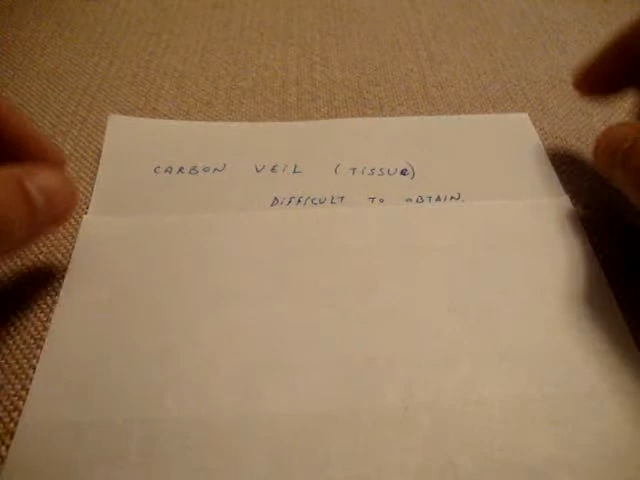 CARBON VEIL (TISSUE)
DIFFICULT TO OBTAIN.